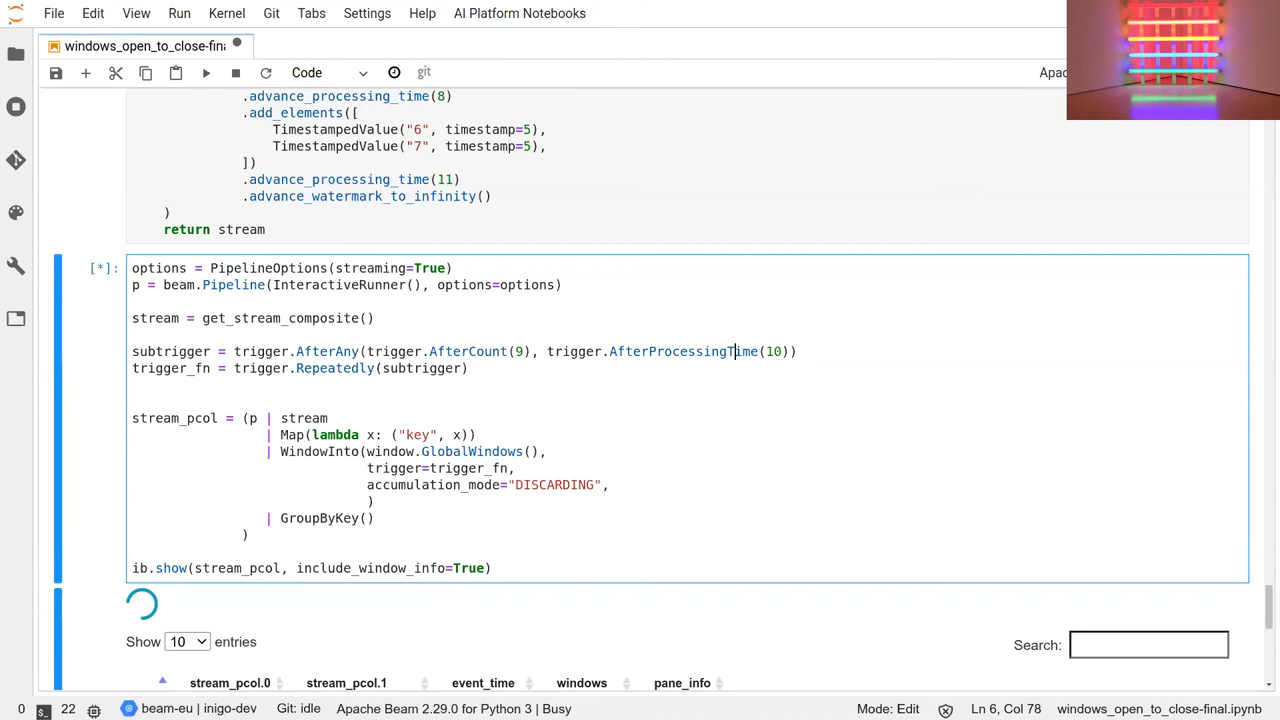 File Edit View Run Kernel Git Tabs Settings Help AI Platform Notebooks
windows_open_to_close-fina
Code git Apac
.advance_processing_time(8)
.add_elements([
TimestampedValue("6", timestamp=5),
TimestampedValue("7", timestamp=5),
])
.advance_processing_time(11)
.advance_watermark_to_infinity()
)
return stream
[*]: options = PipelineOptions(streaming=True)
p = beam.Pipeline(InteractiveRunner(), options=options)
stream = get_stream_composite()
subtrigger = trigger.AfterAny(trigger.AfterCount(9), trigger.AfterProcessingTime(10))
trigger_fn = trigger.Repeatedly(subtrigger)
stream_pcol = (p | stream
| Map(lambda x: ("key", x))
| WindowInto(window.GlobalWindows(),
trigger=trigger_fn,
accumulation_mode="DISCARDING",
)
| GroupByKey()
)
ib.show(stream_pcol, include_window_info=True)
Show 10 entries Search:
stream_pcol.0 stream_pcol.1 event_time windows pane_info
0 22 beam-eu | inigo-dev Git: idle Apache Beam 2.29.0 for Python 3 | Busy Mode: Edit Ln 6, Col 78 windows_open_to_close-final.ipynb